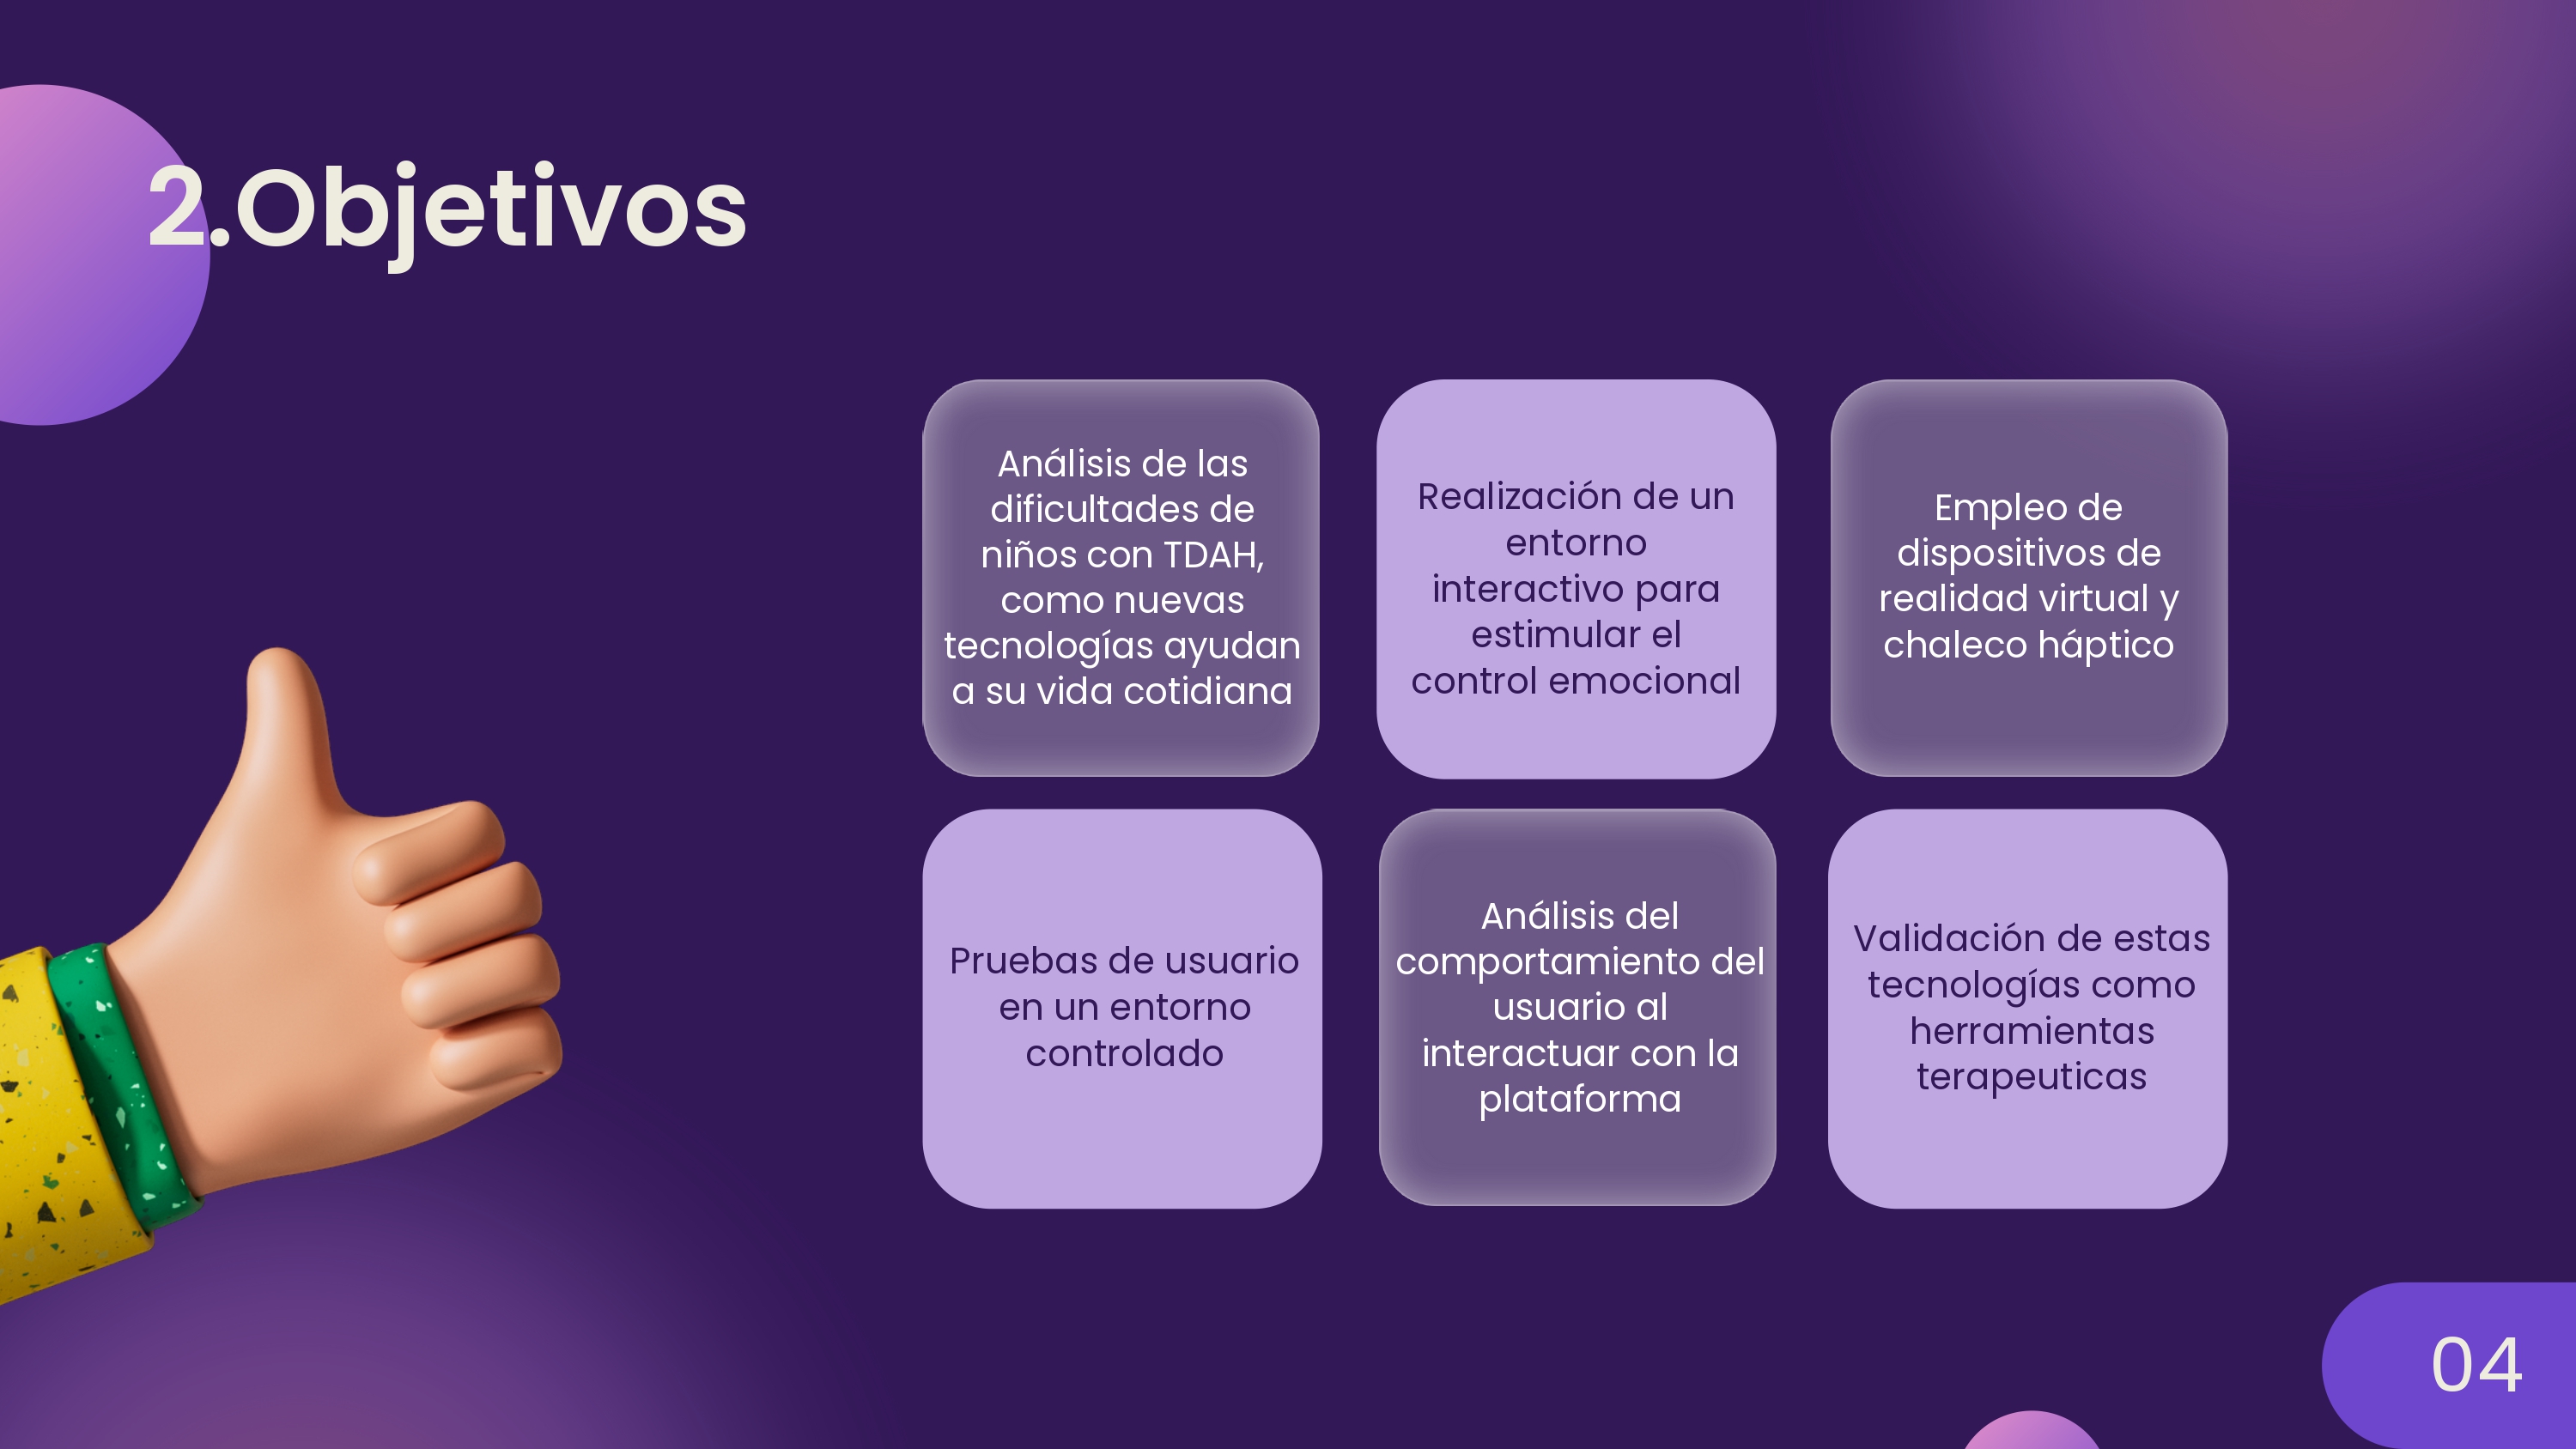 2.Objetivos
Análisis de las
dificultades de
niños con TDAH,
como nuevas
tecnologías ayudan
a su vida cotidiana
Realización de un
entorno
interactivo para
estimular el
control emocional
Empleo de
dispositivos de
realidad virtual y
chaleco háptico
Pruebas de usuario
en un entorno
controlado
Análisis del
comportamiento del
usuario al
interactuar con la
plataforma
Validación de estas
tecnologías como
herramientas
terapeuticas
04